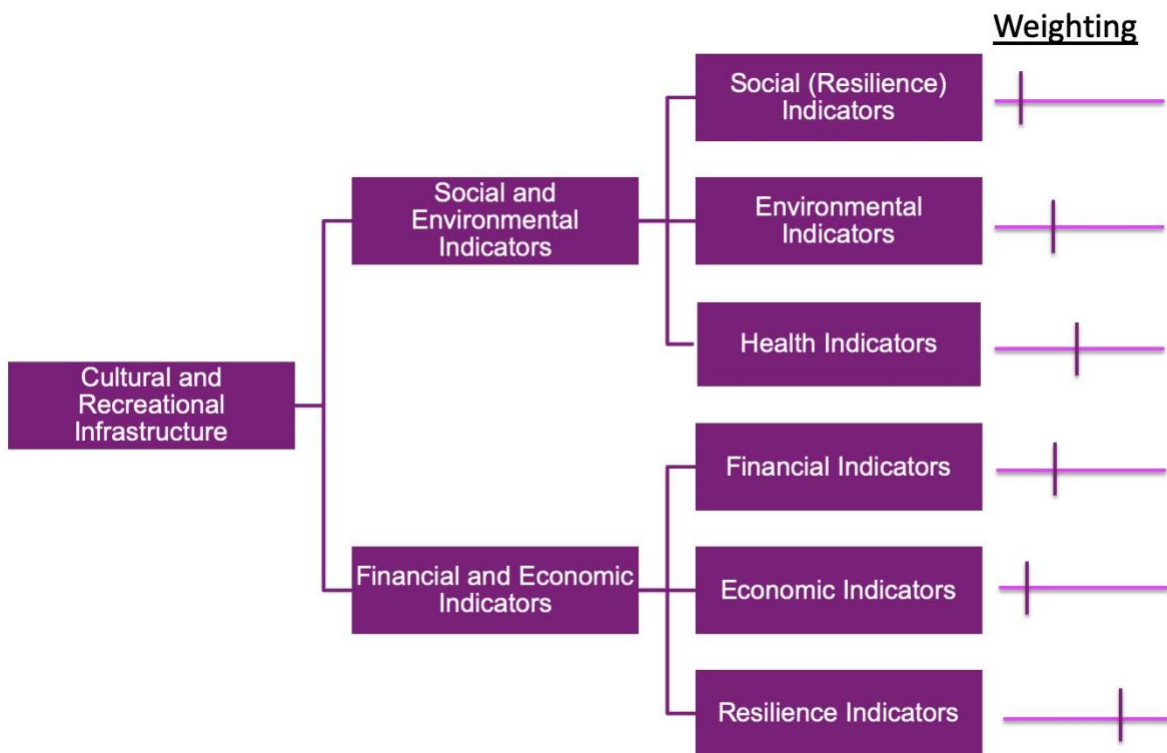 Weighting
Social (Resilience)
Indicators
Social and
Environmental
Indicators
Environmental
Indicators
Health Indicators
Cultural and
Recreational
Infrastructure
Financial Indicators
Financial and Economic
Indicators
Economic Indicators
Resilience Indicators